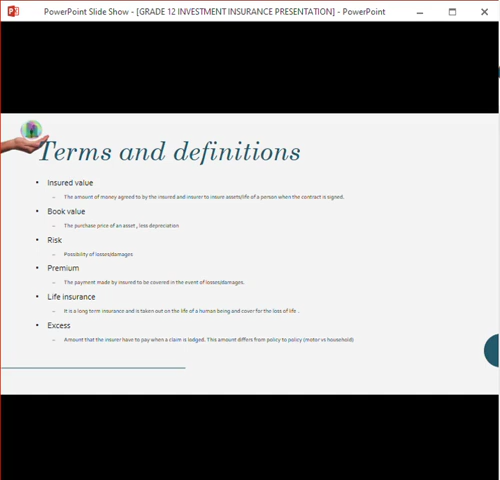 PowerPoint Slide Show - [GRADE 12 INVESTMENT INSURANCE PRESENTATION] - PowerPoint
Terms and definitions
• Insured value
– The amount of money agreed to by the insured and insurer to insure assets/life of a person when the contract is signed.
• Book value
– The purchase price of an asset , less depreciation
• Risk
– Possibility of losses/damages
• Premium
– The payment made by insured to be covered in the event of losses/damages.
• Life insurance
– It is a long term insurance and is taken out on the life of a human being and cover for the loss of life ..
• Excess
– Amount that the insurer have to pay when a claim is lodged. This amount differs from policy to policy (motor vs household)